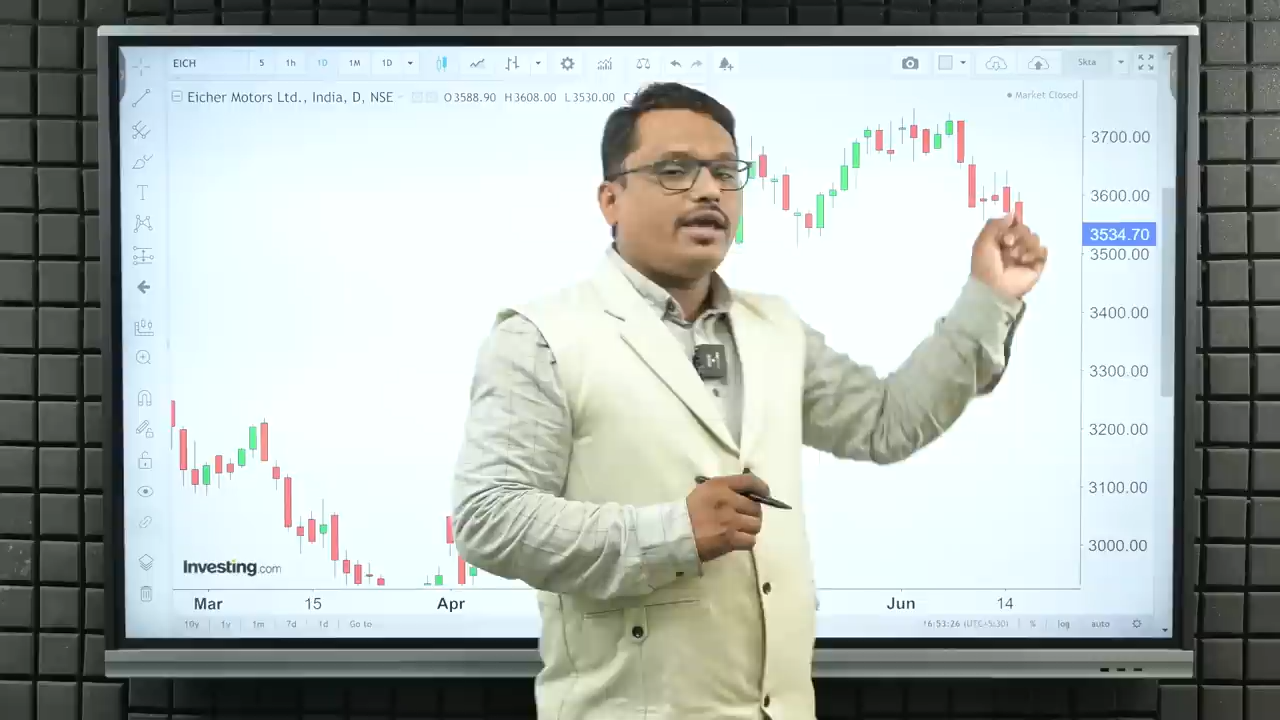 EICH 5 1h 1D 1M 1D Skta
Eicher Motors Ltd., India, D, NSE O3588.90 H3608.00 L3530.00
Market Closed
3700.00
3600.00
3534.70
3500.00
3400.00
3300.00
3200.00
3100.00
3000.00
Investing.com
Mar 15 Apr Jun 14
10y 1y 1m 7d 1d Go to 16:53:26 (UTC+5:30) % log auto